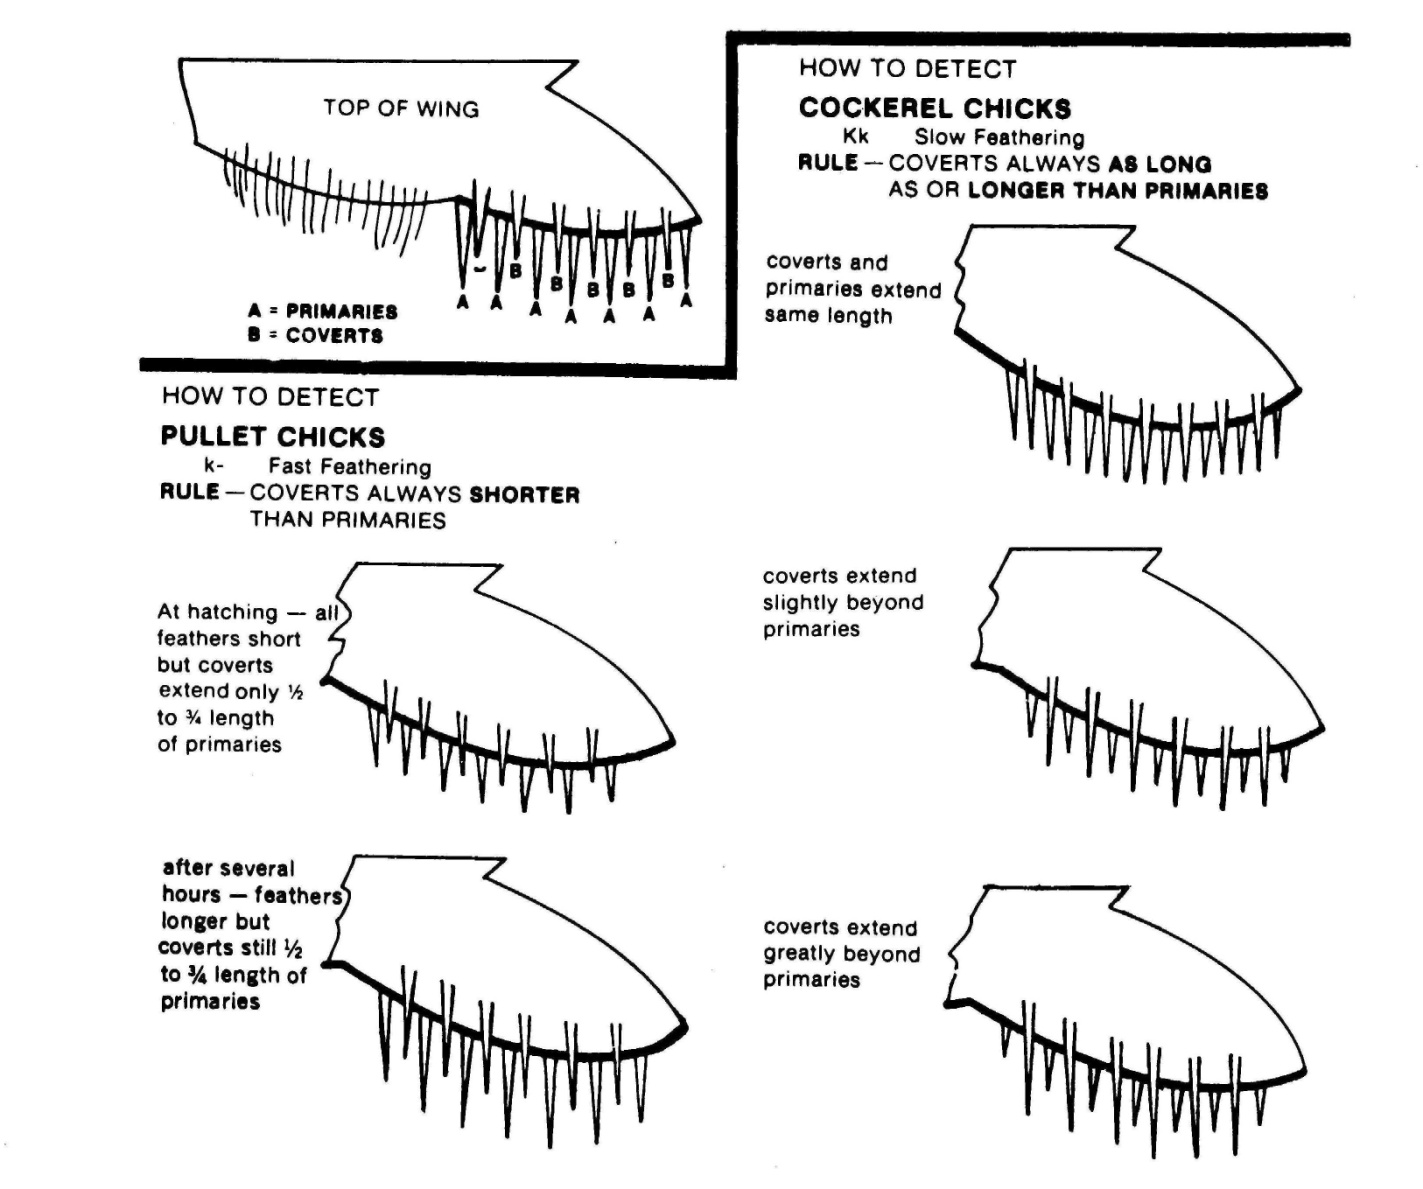 TOP OF WING
B
B
B
B
B
A
A
A
A
A
A
A
A = PRIMARIES
B = COVERTS
HOW TO DETECT
PULLET CHICKS
k- Fast Feathering
RULE — COVERTS ALWAYS SHORTER
THAN PRIMARIES
At hatching — all
feathers short
but coverts
extend only ½
to ¾ length
of primaries
after several
hours — feathers
longer but
coverts still ½
to ¾ length of
primaries
HOW TO DETECT
COCKEREL CHICKS
Kk Slow Feathering
RULE — COVERTS ALWAYS AS LONG
AS OR LONGER THAN PRIMARIES
coverts and
primaries extend
same length
coverts extend
slightly beyond
primaries
coverts extend
greatly beyond
primaries